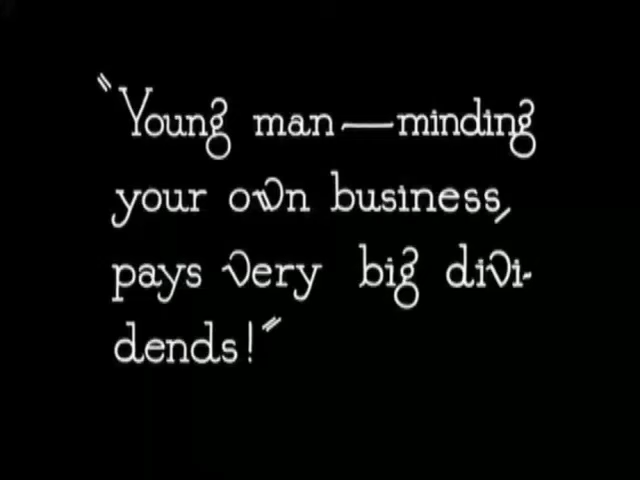 "Young man—minding
your own business,
pays very big divi-
dends!"